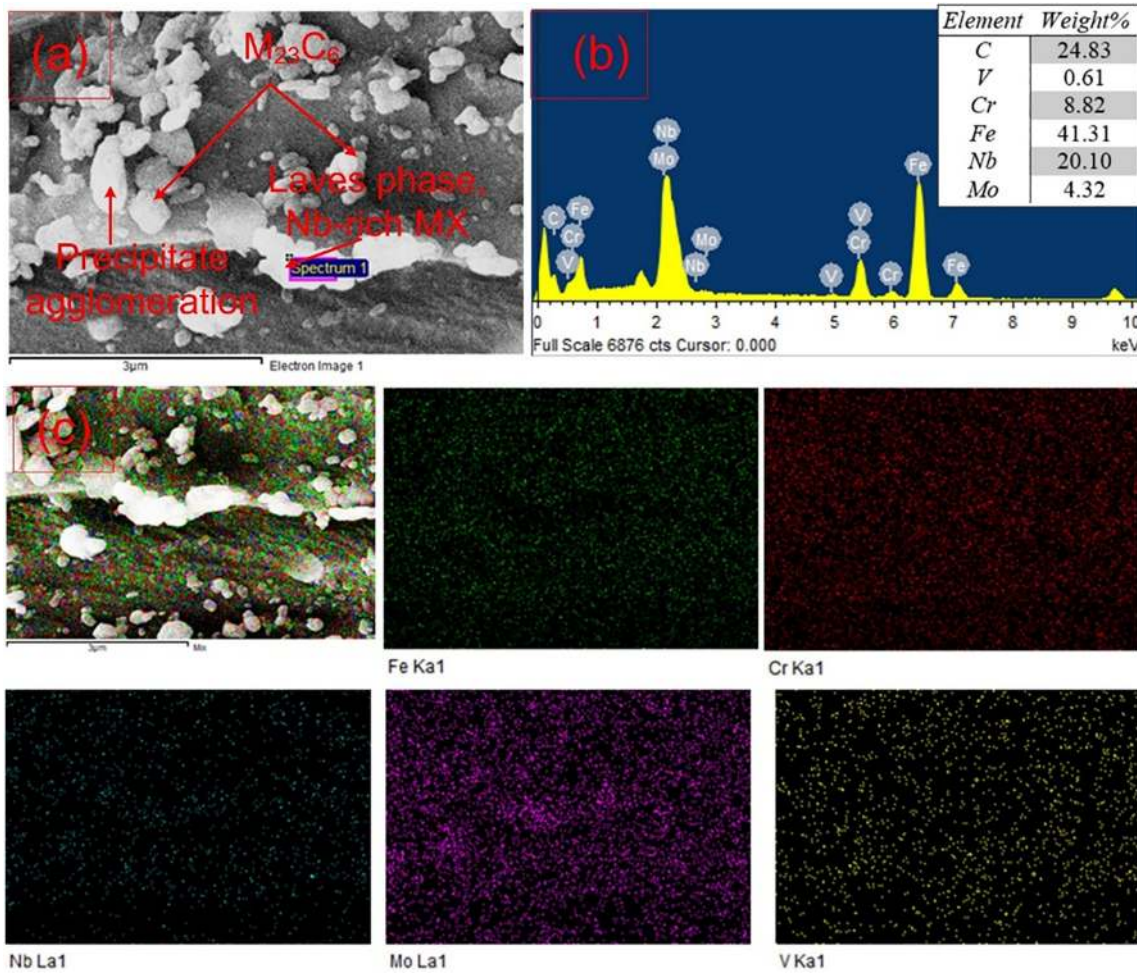 (a)
M23C6
Laves phase,
Nb-rich MX
Precipitate
agglomeration
Spectrum 1
3µm
Electron Image 1
(b)
Element Weight%
C 24.83
V 0.61
Cr 8.82
Fe 41.31
Nb 20.10
Mo 4.32
Nb
Mo
Fe
C
Fe
Cr
V
Mo
Nb
V
Cr
V
Cr
Fe
0 1 2 3 4 5 6 7 8 9 10
Full Scale 6876 cts Cursor: 0.000 keV
(c)
3µm
Mix
Fe Ka1
Cr Ka1
Nb La1
Mo La1
V Ka1